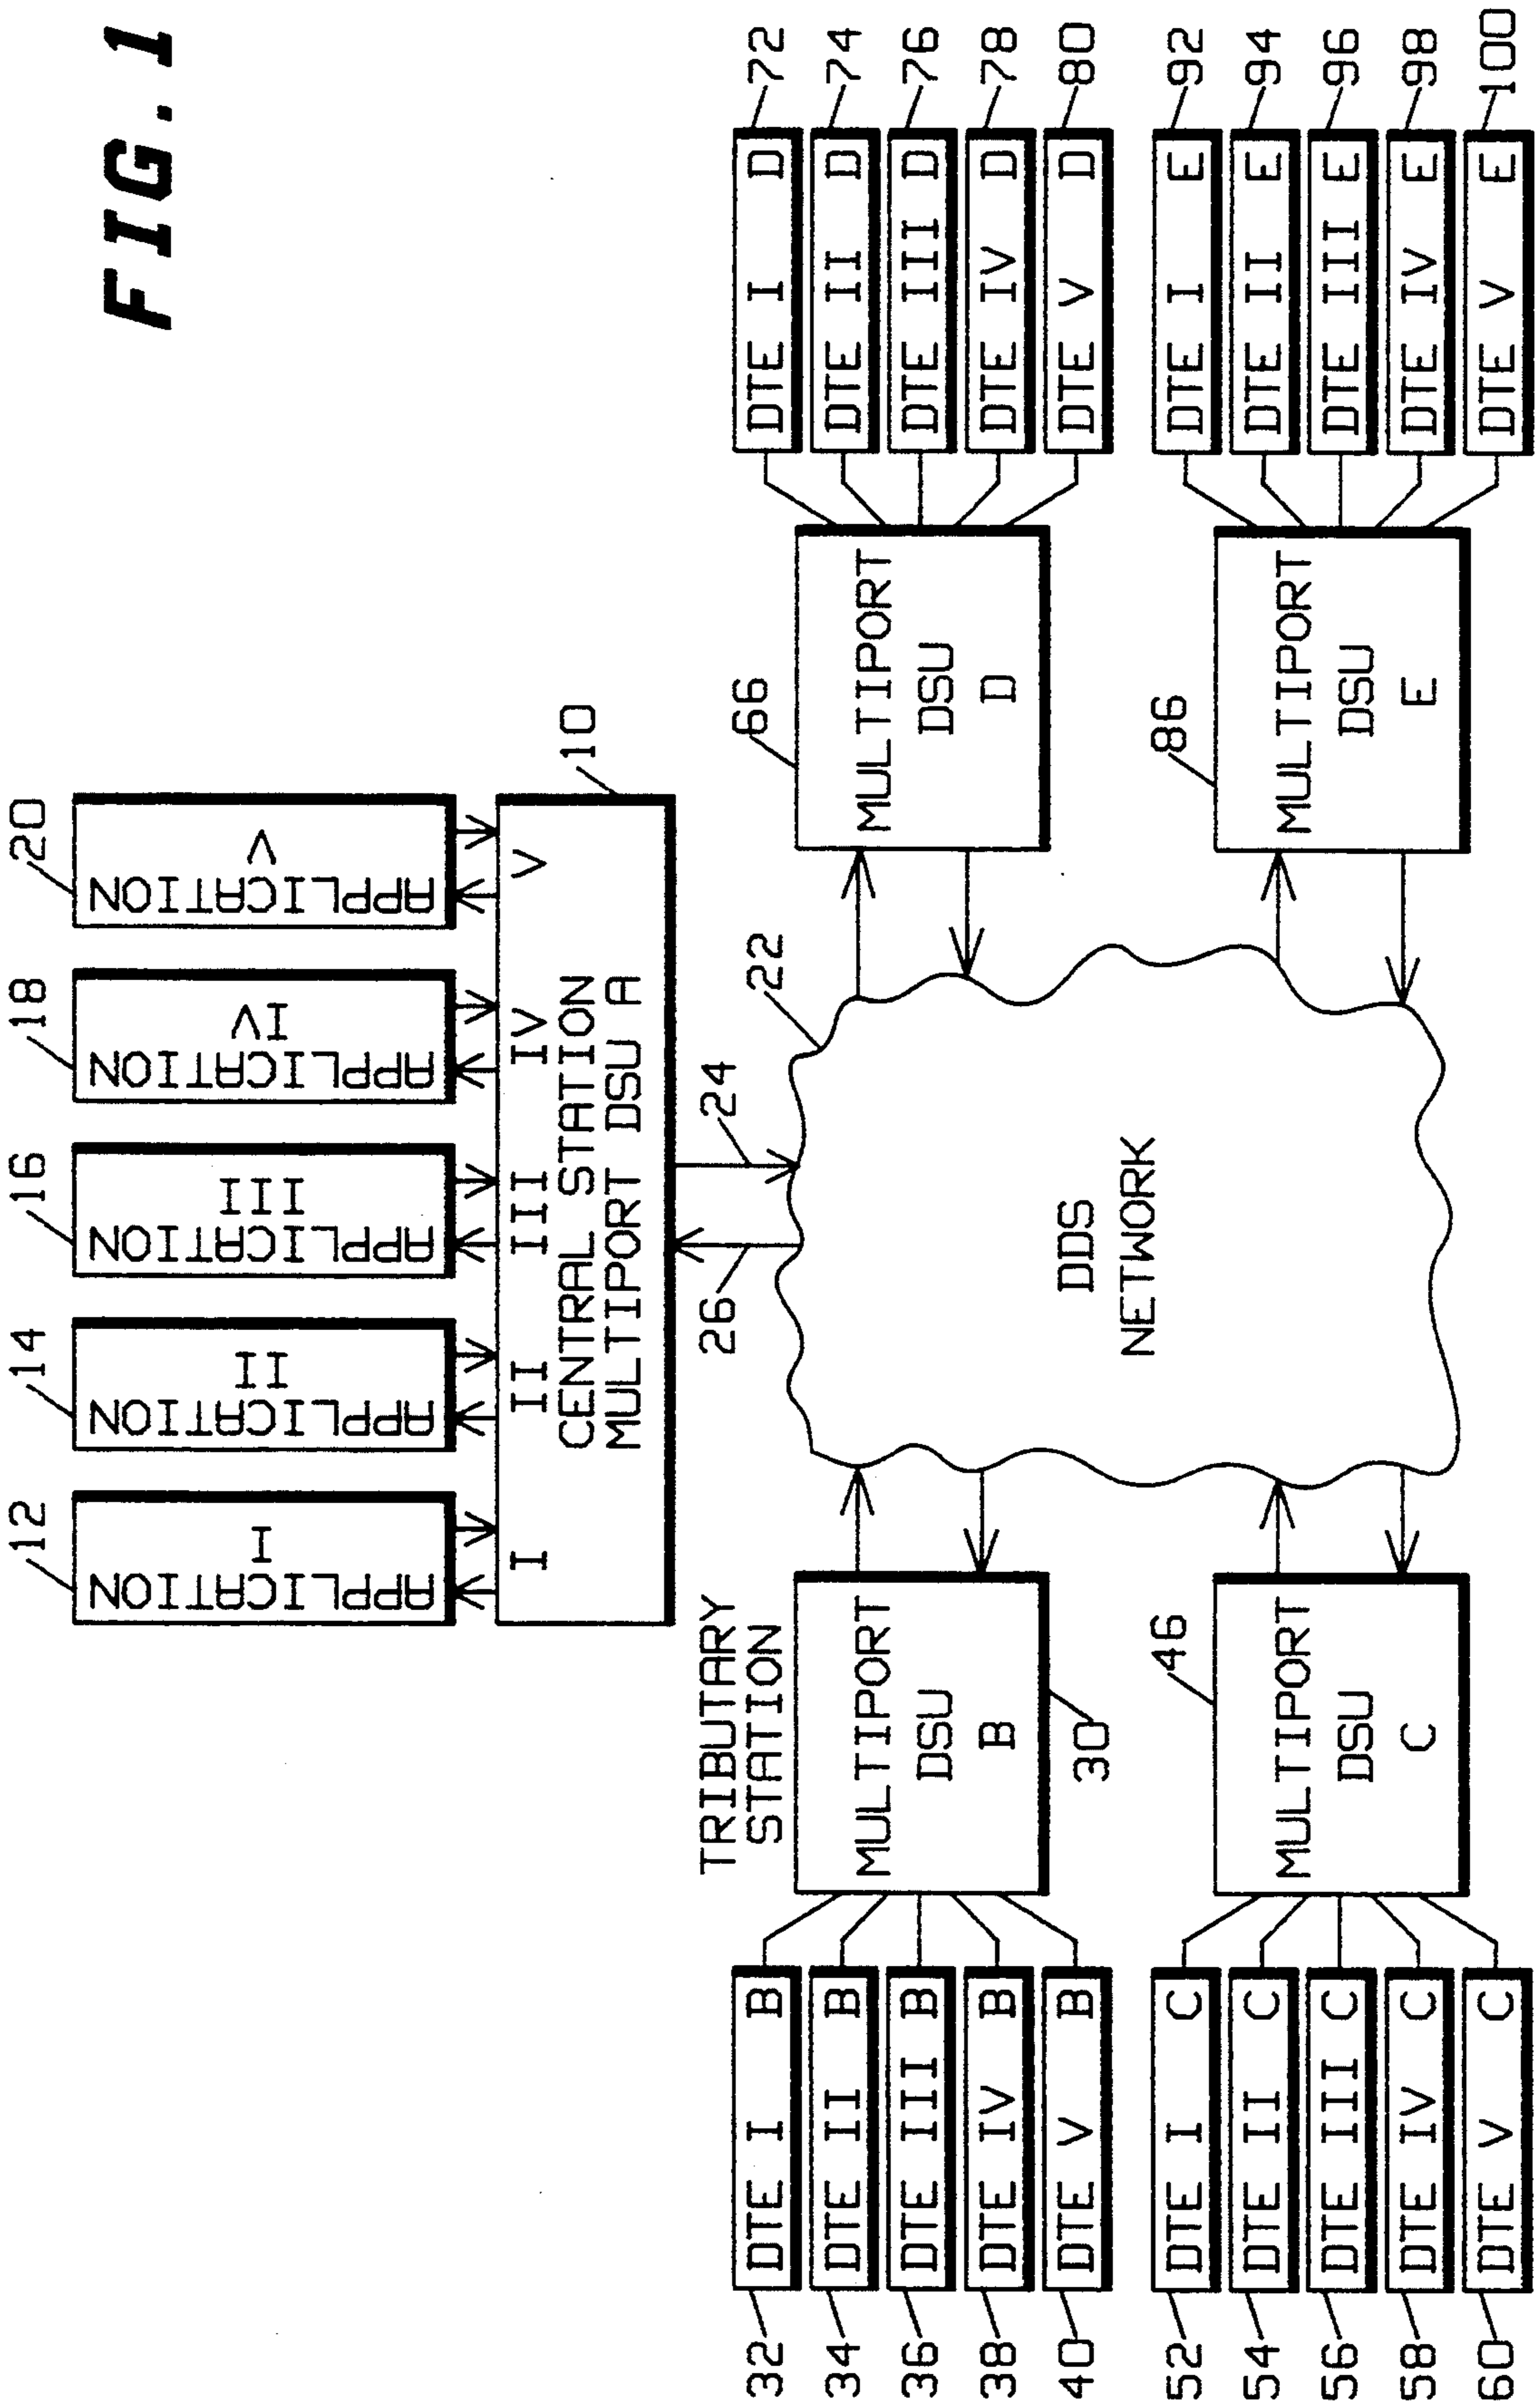 FIG. 1
12
14
16
18
20
APPLICATION
I
APPLICATION
II
APPLICATION
III
APPLICATION
IV
APPLICATION
V
I
II
III
IV
V
CENTRAL STATION
MULTIPORT DSU A
10
26
24
22
TRIBUTARY
STATION
32
DTE I B
34
DTE II B
36
DTE III B
38
DTE IV B
40
DTE V B
MULTIPORT
DSU
B
30
66
MULTIPORT
DSU
D
DTE I D
72
DTE II D
74
DTE III D
76
DTE IV D
78
DTE V D
80
DDS
NETWORK
52
DTE I C
54
DTE II C
56
DTE III C
58
DTE IV C
60
DTE V C
46
MULTIPORT
DSU
C
86
MULTIPORT
DSU
E
DTE I E
92
DTE II E
94
DTE III E
96
DTE IV E
98
DTE V E
100